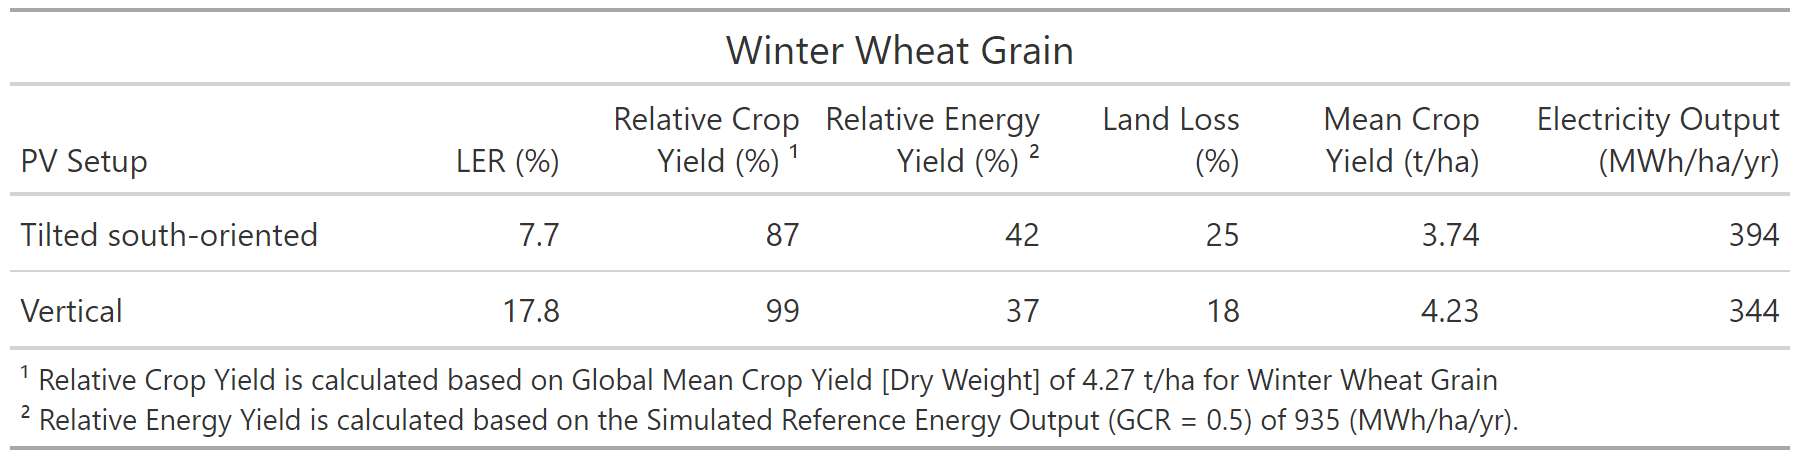 Winter Wheat Grain
Relative Crop Relative Energy Land Loss Mean Crop Electricity Output
PV Setup LER (%) Yield (%) ¹ Yield (%) ² (%) Yield (t/ha) (MWh/ha/yr)
Tilted south-oriented 7.7 87 42 25 3.74 394
Vertical 17.8 99 37 18 4.23 344
¹ Relative Crop Yield is calculated based on Global Mean Crop Yield [Dry Weight] of 4.27 t/ha for Winter Wheat Grain
² Relative Energy Yield is calculated based on the Simulated Reference Energy Output (GCR = 0.5) of 935 (MWh/ha/yr).